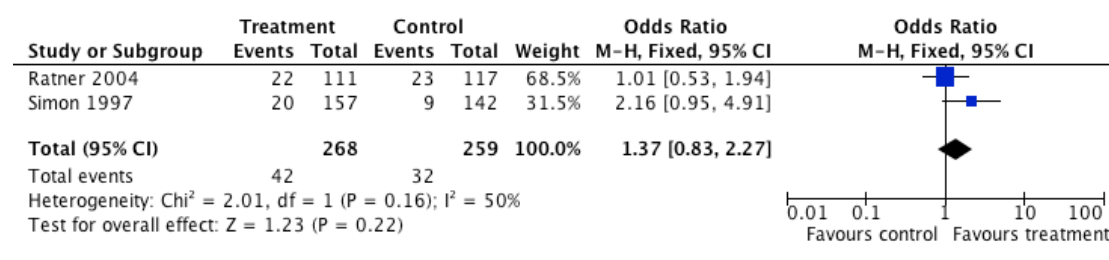 Treatment Control Odds Ratio Odds Ratio
Study or Subgroup Events Total Events Total Weight M-H, Fixed, 95% CI M-H, Fixed, 95% CI
Ratner 2004 22 111 23 117 68.5% 1.01 [0.53, 1.94]
Simon 1997 20 157 9 142 31.5% 2.16 [0.95, 4.91]
Total (95% CI) 268 259 100.0% 1.37 [0.83, 2.27]
Total events 42 32
Heterogeneity: Chi² = 2.01, df = 1 (P = 0.16); I² = 50%
Test for overall effect: Z = 1.23 (P = 0.22)
0.01 0.1 1 10 100
Favours control Favours treatment